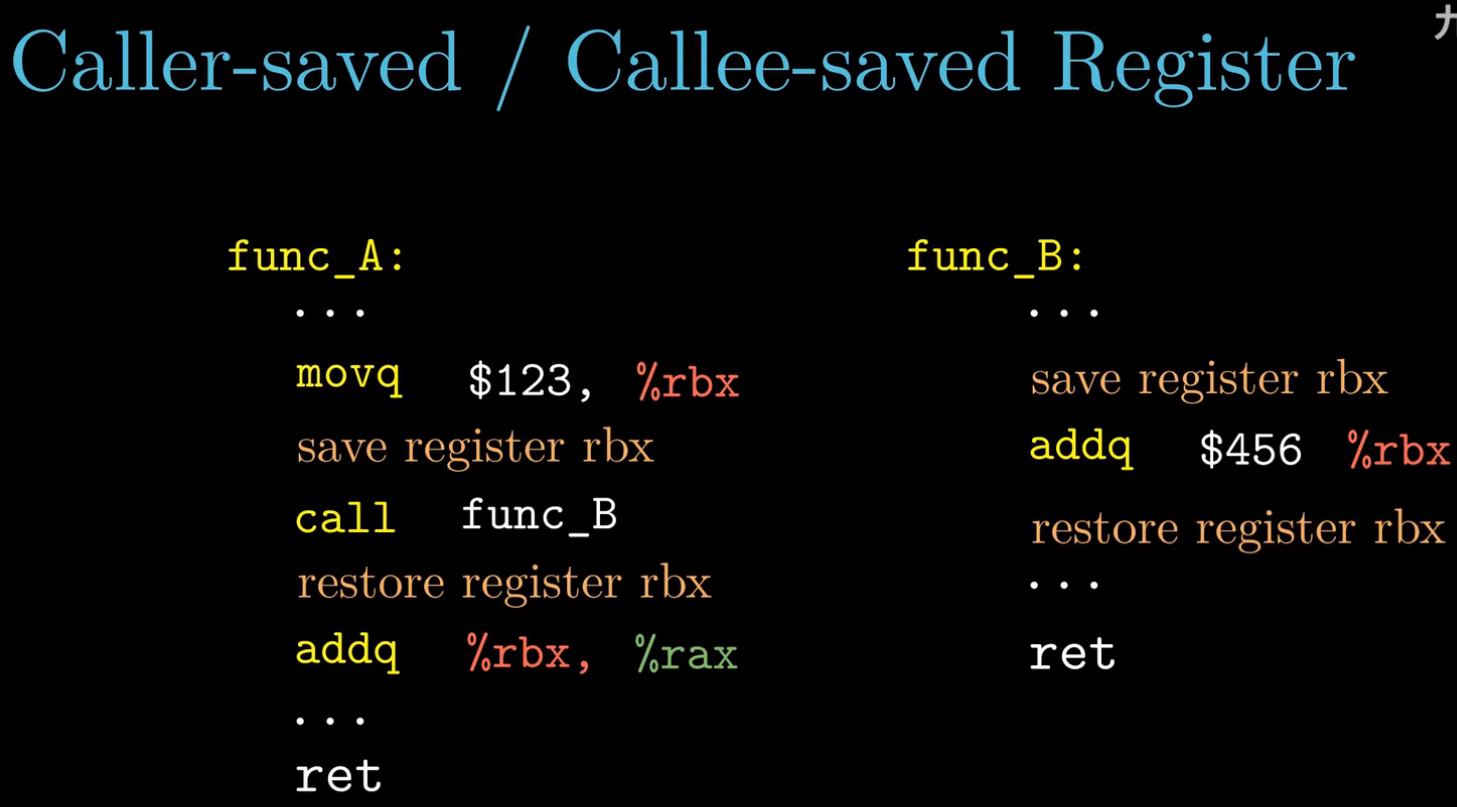 Caller-saved / Callee-saved Register
func_A:
...
movq $123, %rbx
save register rbx
call func_B
restore register rbx
addq %rbx, %rax
...
ret
func_B:
...
save register rbx
addq $456 %rbx
restore register rbx
...
ret